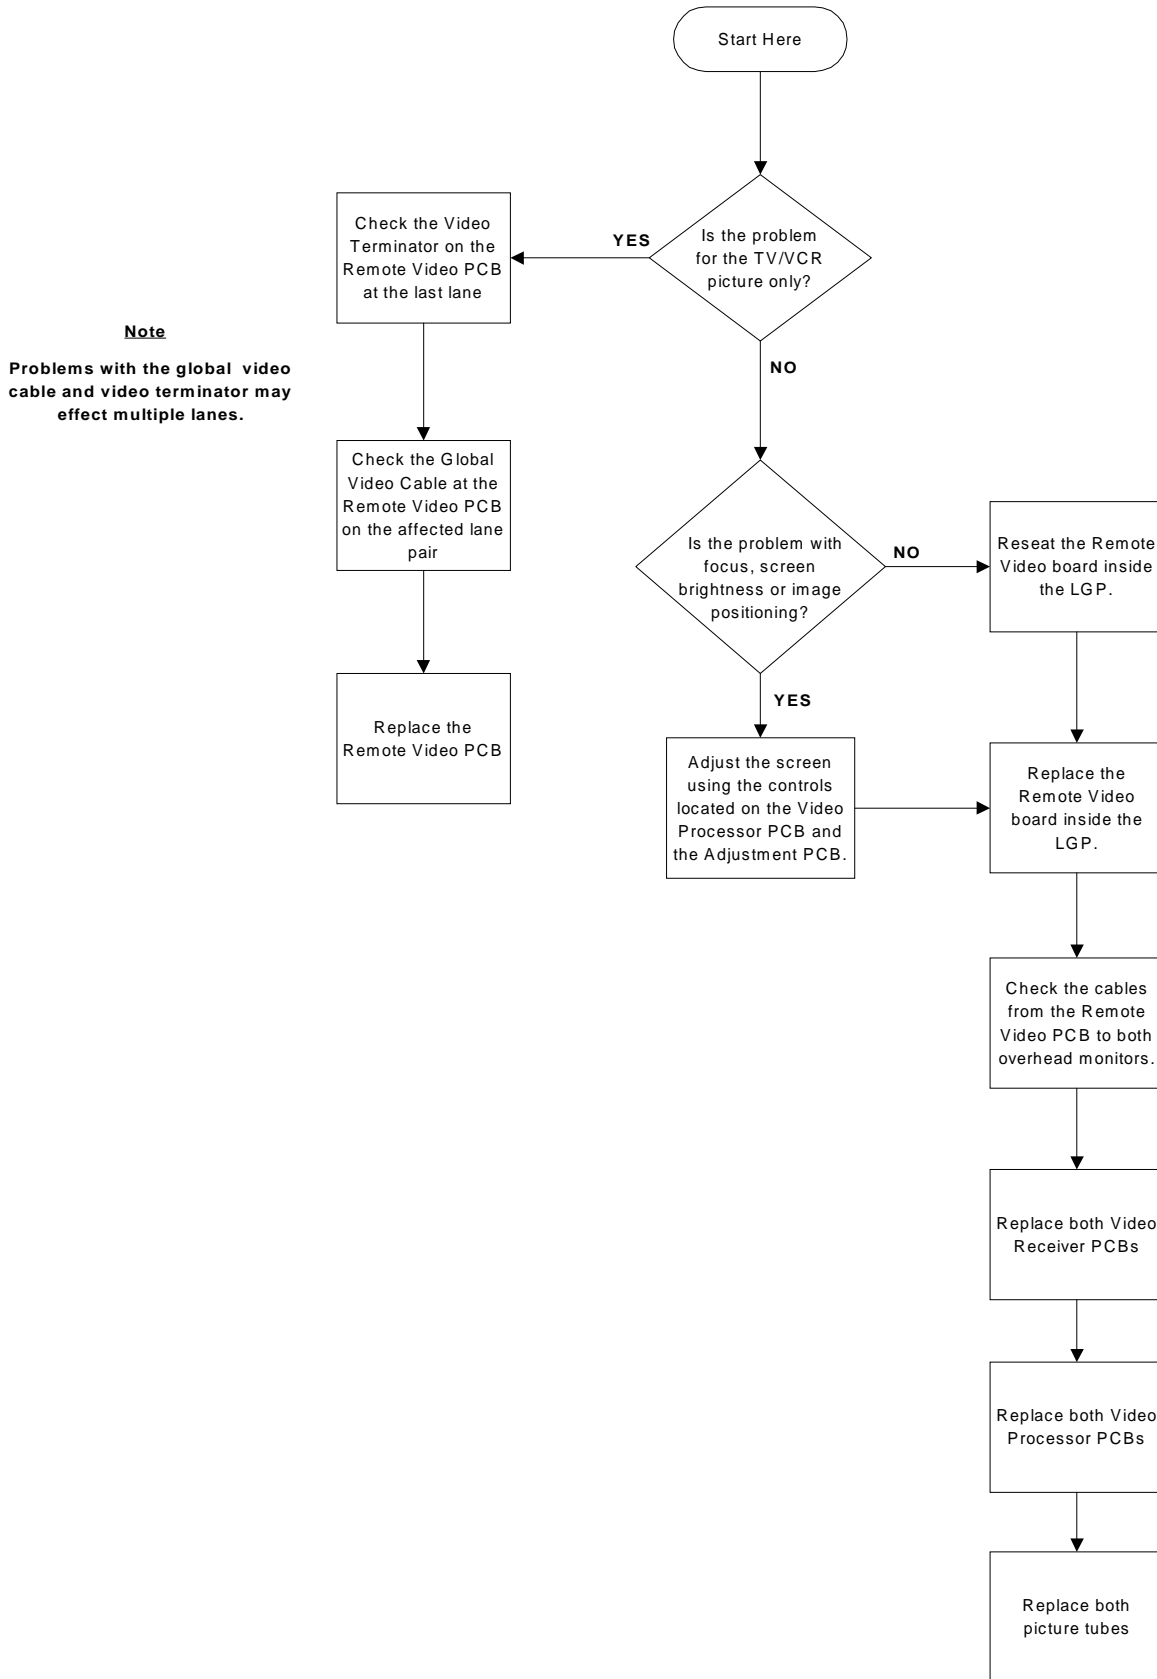 Start Here
Is the problem
for the TV/VCR
picture only?
YES
NO
Check the Video
Terminator on the
Remote Video PCB
at the last lane
Note
Problems with the global video
cable and video terminator may
effect multiple lanes.
Check the Global
Video Cable at the
Remote Video PCB
on the affected lane
pair
Replace the
Remote Video PCB
Is the problem with
focus, screen
brightness or image
positioning?
NO
YES
Reseat the Remote
Video board inside
the LGP.
Adjust the screen
using the controls
located on the Video
Processor PCB and
the Adjustment PCB.
Replace the
Remote Video
board inside the
LGP.
Check the cables
from the Remote
Video PCB to both
overhead monitors.
Replace both Video
Receiver PCBs
Replace both Video
Processor PCBs
Replace both
picture tubes